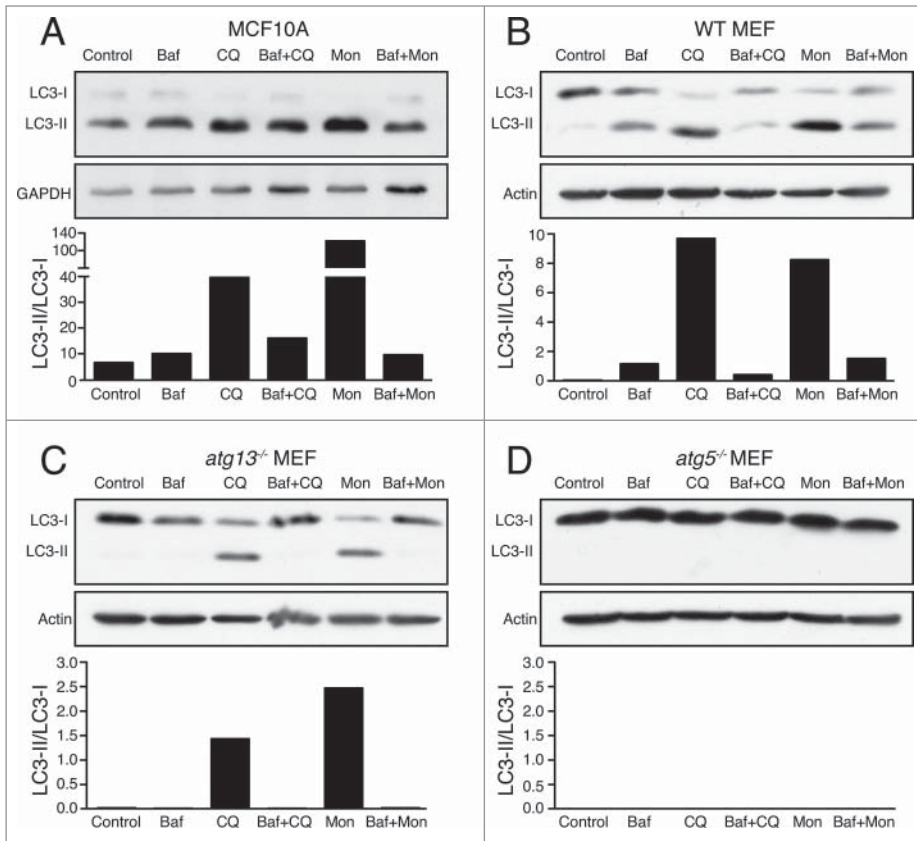 A
MCF10A
Control Baf CQ Baf+CQ Mon Baf+Mon
LC3-I
LC3-II
GAPDH
140
100
40
30
20
10
0
LC3-II/LC3-I
Control Baf CQ Baf+CQ Mon Baf+Mon
B
WT MEF
Control Baf CQ Baf+CQ Mon Baf+Mon
LC3-I
LC3-II
Actin
10
8
6
4
2
0
LC3-II/LC3-I
Control Baf CQ Baf+CQ Mon Baf+Mon
C
atg13-/- MEF
Control Baf CQ Baf+CQ Mon Baf+Mon
LC3-I
LC3-II
Actin
3.0
2.5
2.0
1.5
1.0
0.5
0.0
LC3-II/LC3-I
Control Baf CQ Baf+CQ Mon Baf+Mon
D
atg5-/- MEF
Control Baf CQ Baf+CQ Mon Baf+Mon
LC3-I
LC3-II
Actin
3.0
2.5
2.0
1.5
1.0
0.5
0.0
LC3-II/LC3-I
Control Baf CQ Baf+CQ Mon Baf+Mon